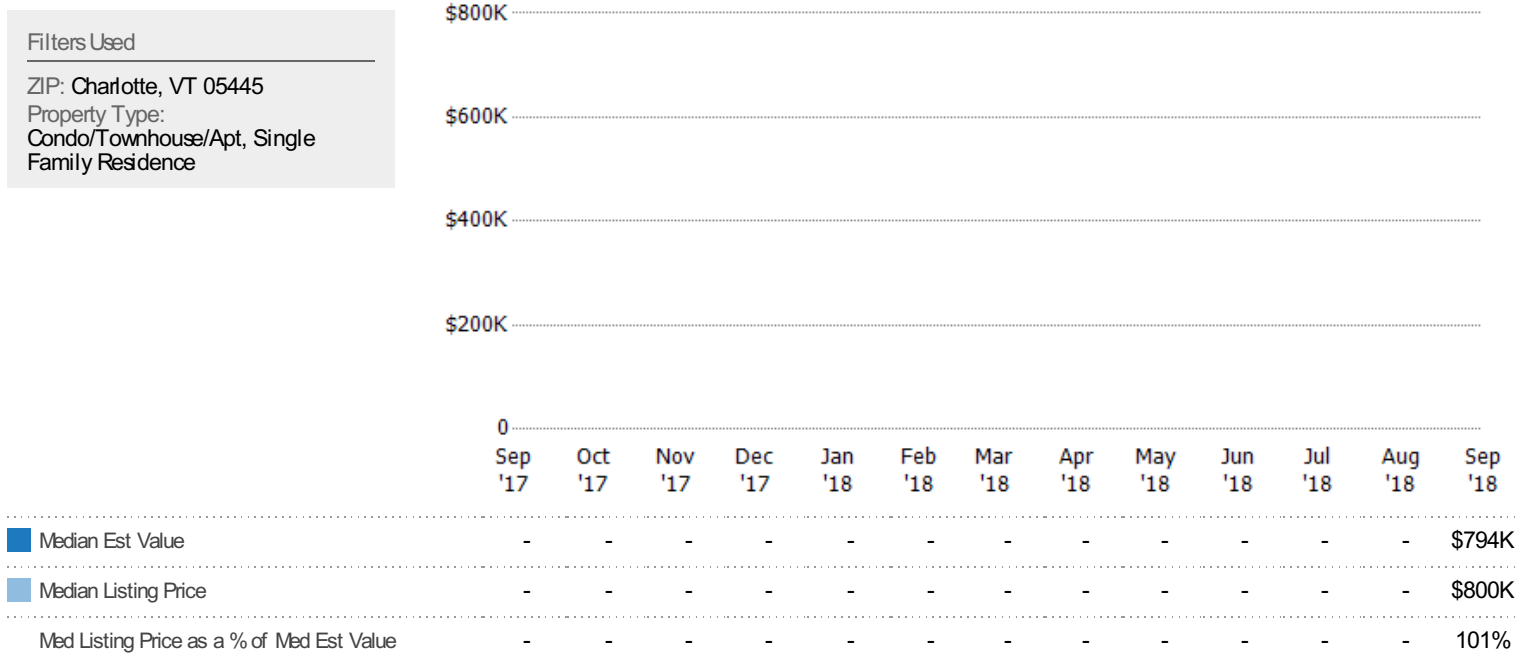 Filters Used
ZIP: Charlotte, VT 05445
Property Type:
Condo/Townhouse/Apt, Single
Family Residence
$800K
$600K
$400K
$200K
0
Sep Oct Nov Dec Jan Feb Mar Apr May Jun Jul Aug Sep
'17 '17 '17 '17 '18 '18 '18 '18 '18 '18 '18 '18 '18
Median Est Value - - - - - - - - - - - - $794K
Median Listing Price - - - - - - - - - - - - $800K
Med Listing Price as a % of Med Est Value - - - - - - - - - - - - 101%